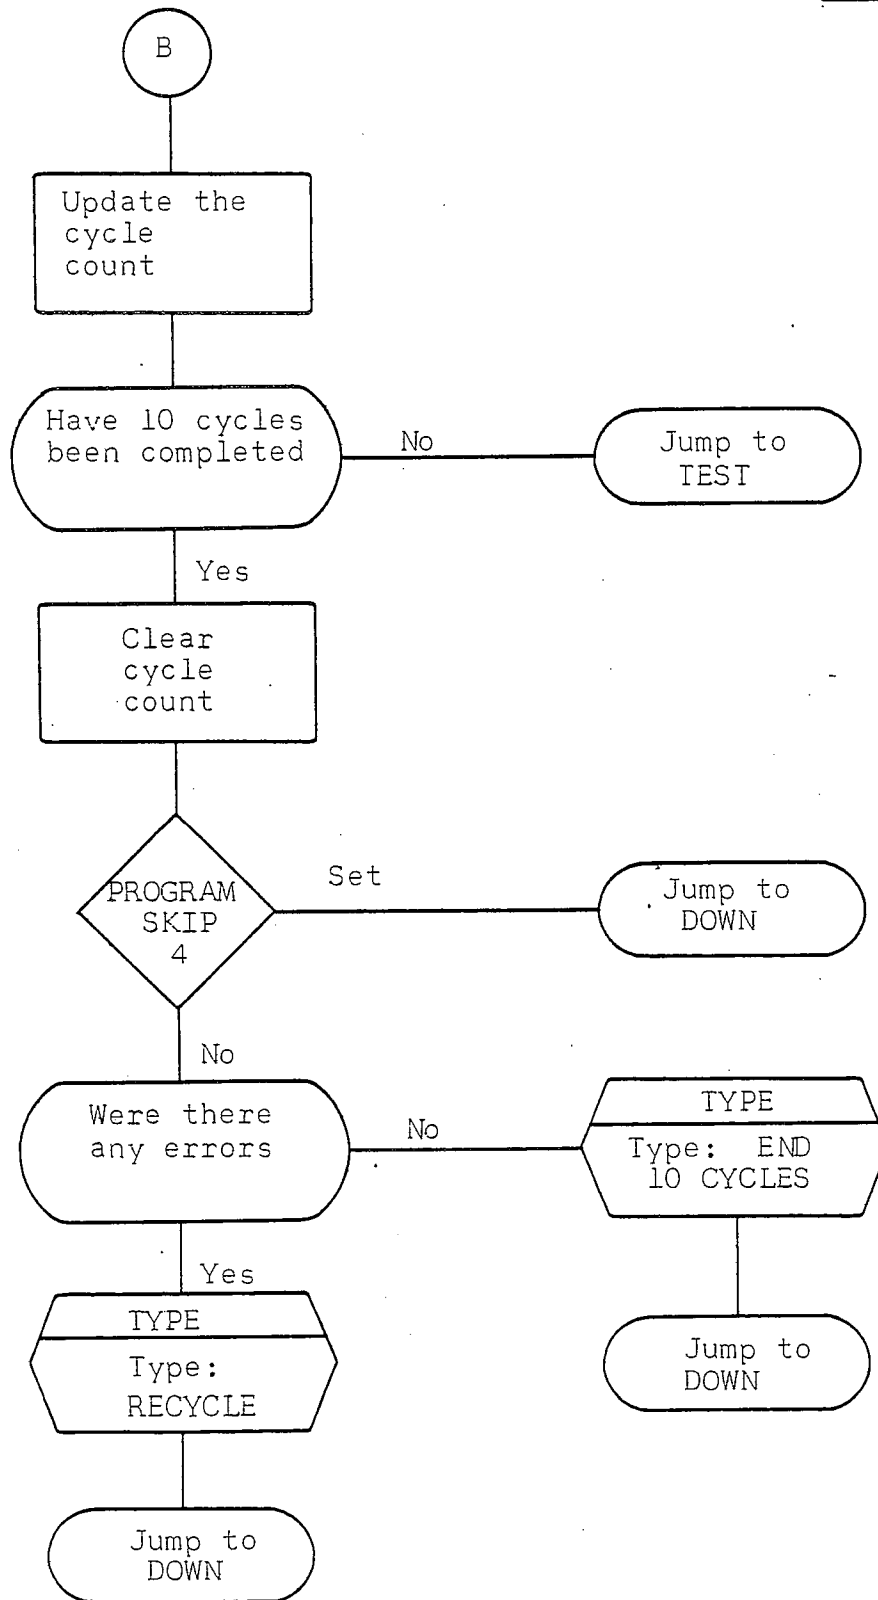 B
Update the
cycle
count
Have 10 cycles
been completed
No
Jump to
TEST
Yes
Clear
cycle
count
PROGRAM
SKIP
4
Set
Jump to
DOWN
No
Were there
any errors
No
TYPE
Type: END
10 CYCLES
Yes
TYPE
Type:
RECYCLE
Jump to
DOWN
Jump to
DOWN